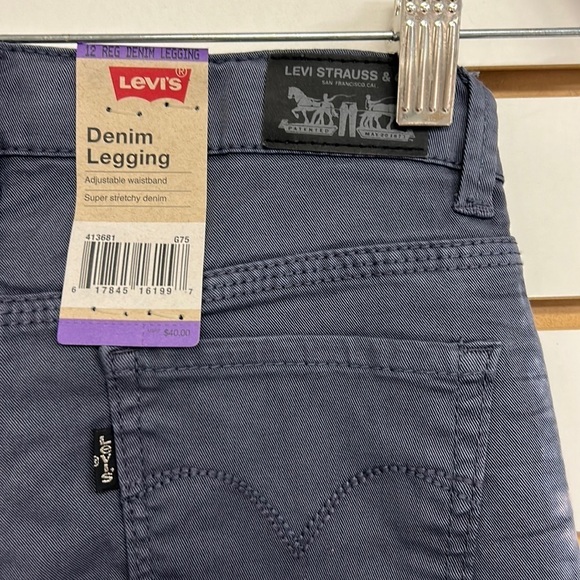 12 REG DENIM LEGGING
LEVI'S®
Denim
Legging
Adjustable waistband
Super stretchy denim
413681 G75
6 17845 16199 7
$40.00
LEVI STRAUSS &
SAN FRANCISCO, CAL.
PATENTED
LEVI'S
®